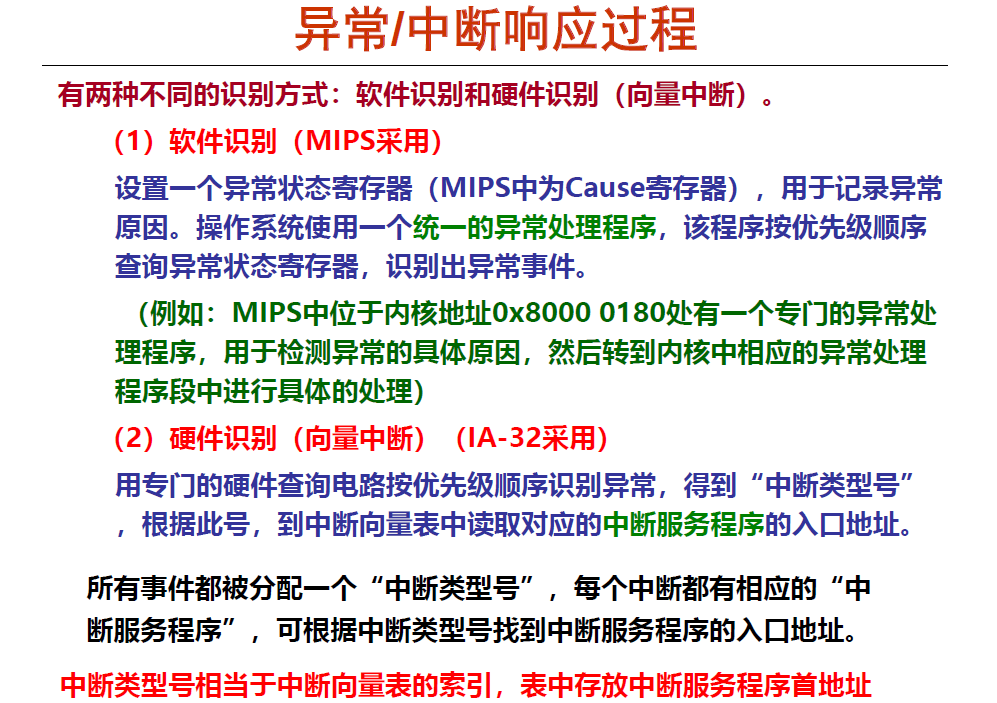 异常/中断响应过程
有两种不同的识别方式：软件识别和硬件识别（向量中断）。
（1）软件识别（MIPS采用）
设置一个异常状态寄存器（MIPS中为Cause寄存器），用于记录异常
原因。操作系统使用一个统一的异常处理程序，该程序按优先级顺序
查询异常状态寄存器，识别出异常事件。
（例如：MIPS中位于内核地址0x8000 0180处有一个专门的异常处
理程序，用于检测异常的具体原因，然后转到内核中相应的异常处理
程序段中进行具体的处理）
（2）硬件识别（向量中断）（IA-32采用）
用专门的硬件查询电路按优先级顺序识别异常，得到“中断类型号”
，根据此号，到中断向量表中读取对应的中断服务程序的入口地址。
所有事件都被分配一个“中断类型号”，每个中断都有相应的“中
断服务程序”，可根据中断类型号找到中断服务程序的入口地址。
中断类型号相当于中断向量表的索引，表中存放中断服务程序首地址